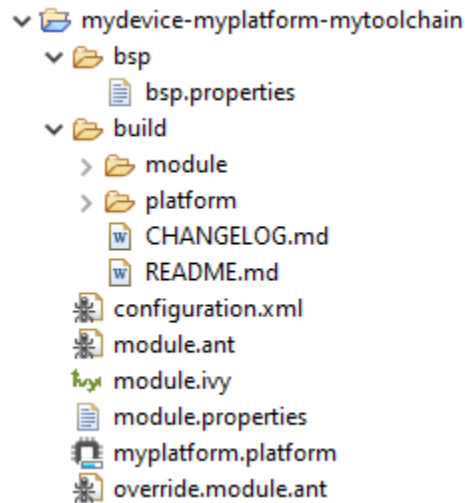 mydevice-myplatform-mytoolchain
bsp
bsp.properties
build
module
platform
CHANGELOG.md
README.md
configuration.xml
module.ant
module.ivy
module.properties
myplatform.platform
override.module.ant